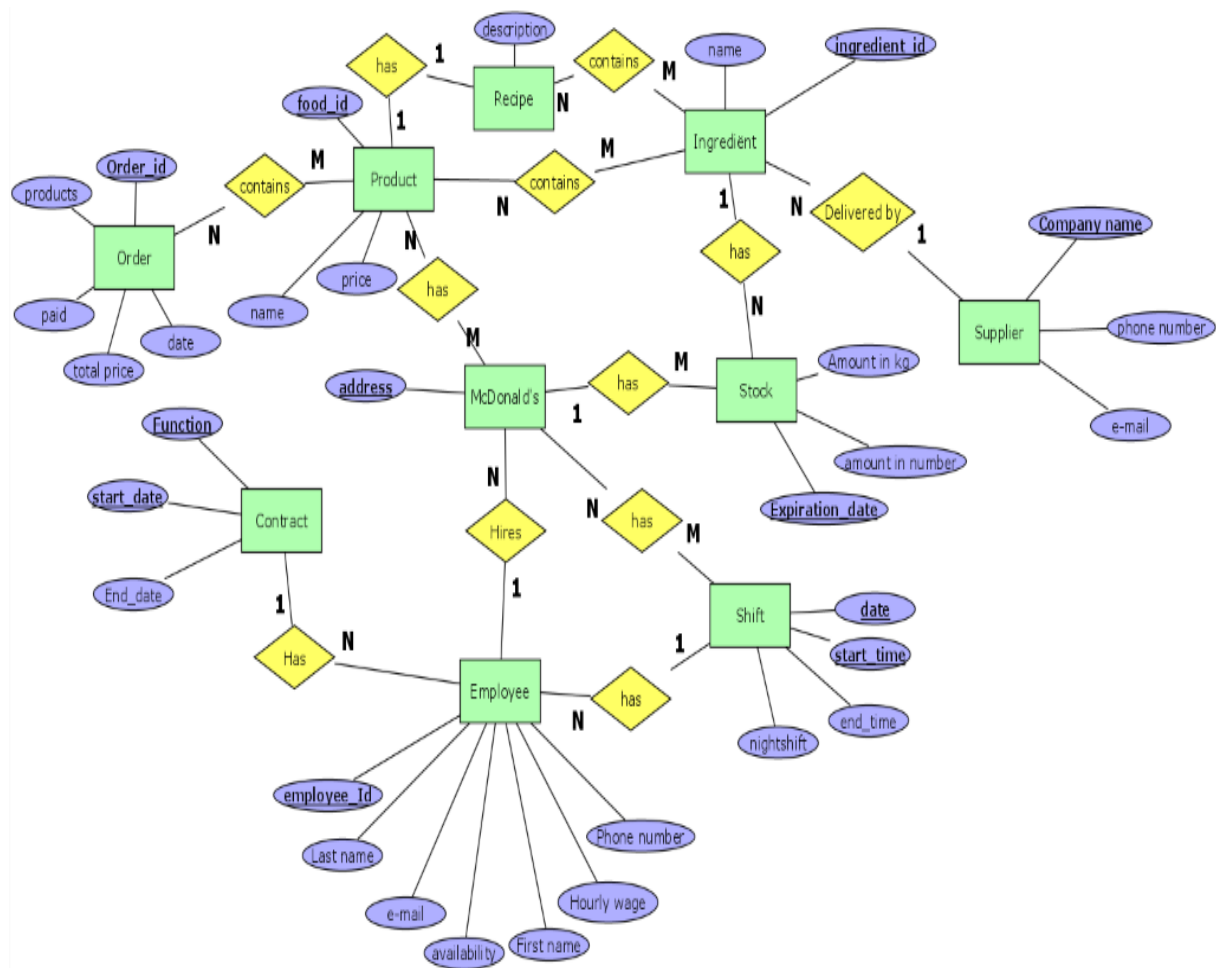 description
ingredient_id
name
has
1
contains
M
Recipe
N
food_id
1
Ingrediënt
Order_id
M
contains
M
Product
contains
products
N
1
N
Delivered by
N
N
Company name
Order
has
1
price
has
paid
name
date
N
phone number
Supplier
total price
M
M
Amount in kg
address
McDonald's
has
Stock
1
Function
e-mail
amount in number
start_date
N
Expiration_date
Contract
N
has
Hires
M
End_date
1
1
date
Shift
N
1
start_time
Has
Employee
has
N
end_time
nightshift
employee_Id
Phone number
Last name
Hourly wage
e-mail
First name
availability